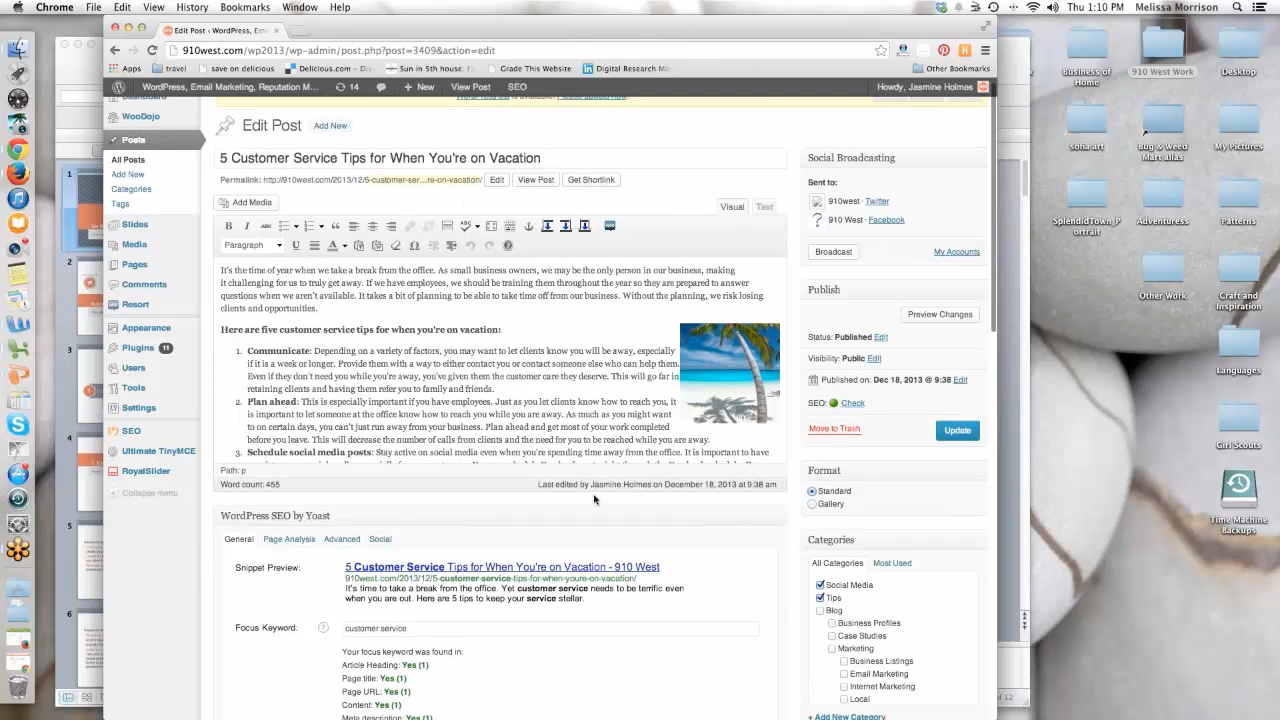 Chrome File Edit View History Bookmarks Window Help
Thu 1:10 PM Melissa Morrison
Edit Post ‹ WordPress, Em
910west.com/wp2013/wp-admin/post.php?post=3409&action=edit
Apps travel save on delicious Delicious.com – Di Sun in 5th house: T Grade This Website Digital Research Ma Other Bookmarks
WordPress, Email Marketing, Reputation M... 14 + New View Post SEO Howdy, Jasmine Holmes
Dashboard
WooDojo
Posts
All Posts
Add New
Categories
Tags
Slides
Media
Pages
Comments
Resort
Appearance
Plugins 11
Users
Tools
Settings
SEO
Ultimate TinyMCE
RoyalSlider
Collapse menu
Edit Post Add New
5 Customer Service Tips for When You're on Vacation
Permalink: http://910west.com/2013/12/5-customer-ser...re-on-vacation/ Edit View Post Get Shortlink
Add Media Visual Text
Paragraph
It's the time of year when we take a break from the office. As small business owners, we may be the only person in our business, making
it challenging for us to truly get away. If we have employees, we should be training them throughout the year so they are prepared to answer
questions when we aren't available. It takes a bit of planning to be able to take time off from our business. Without the planning, we risk losing
clients and opportunities.
Here are five customer service tips for when you're on vacation:
1. Communicate: Depending on a variety of factors, you may want to let clients know you will be away, especially
if it is a week or longer. Provide them with a way to either contact you or contact someone else who can help them.
Even if they don't need you while you're away, you've given them the customer care they deserve. This will go far in
retaining clients and having them refer you to family and friends.
2. Plan ahead: This is especially important if you have employees. Just as you let clients know how to reach you, it
is important to let someone at the office know how to reach you while you are away. As much as you might want
to on certain days, you can't just run away from your business. Plan ahead and get most of your work completed
before you leave. This will decrease the number of calls from clients and the need for you to be reached while you are away.
3. Schedule social media posts: Stay active on social media even when you're spending time away from the office. It is important to have
Path: p
Word count: 455 Last edited by Jasmine Holmes on December 18, 2013 at 9:38 am
WordPress SEO by Yoast
General Page Analysis Advanced Social
Snippet Preview: 5 Customer Service Tips for When You're on Vacation - 910 West
910west.com/2013/12/5-customer-service-tips-for-when-youre-on-vacation/
It's time to take a break from the office. Yet customer service needs to be terrific even
when you are out. Here are 5 tips to keep your service stellar.
Focus Keyword: ? customer service
Your focus keyword was found in:
Article Heading: Yes (1)
Page title: Yes (1)
Page URL: Yes (1)
Content: Yes (1)
Meta description: Yes (1)
Social Broadcasting
Sent to:
910west - Twitter
910 West - Facebook
Broadcast My Accounts
Publish
Preview Changes
Status: Published Edit
Visibility: Public Edit
Published on: Dec 18, 2013 @ 9:38 Edit
SEO: Check
Move to Trash Update
Format
Standard
Gallery
Categories
All Categories Most Used
Social Media
Tips
Blog
Business Profiles
Case Studies
Marketing
Business Listings
Email Marketing
Internet Marketing
Local
+ Add New Category
Business of Home
910 West Work
Desktop
sofia art
Bug & Weed Mart alias
My Pictures
SplendidTown_Portrait
Adventuress
Patterns
Other Work
Craft and Inspiration
Languages
Girl Scouts
Time Machine Backups
1
2
3
4
5
6
of 12